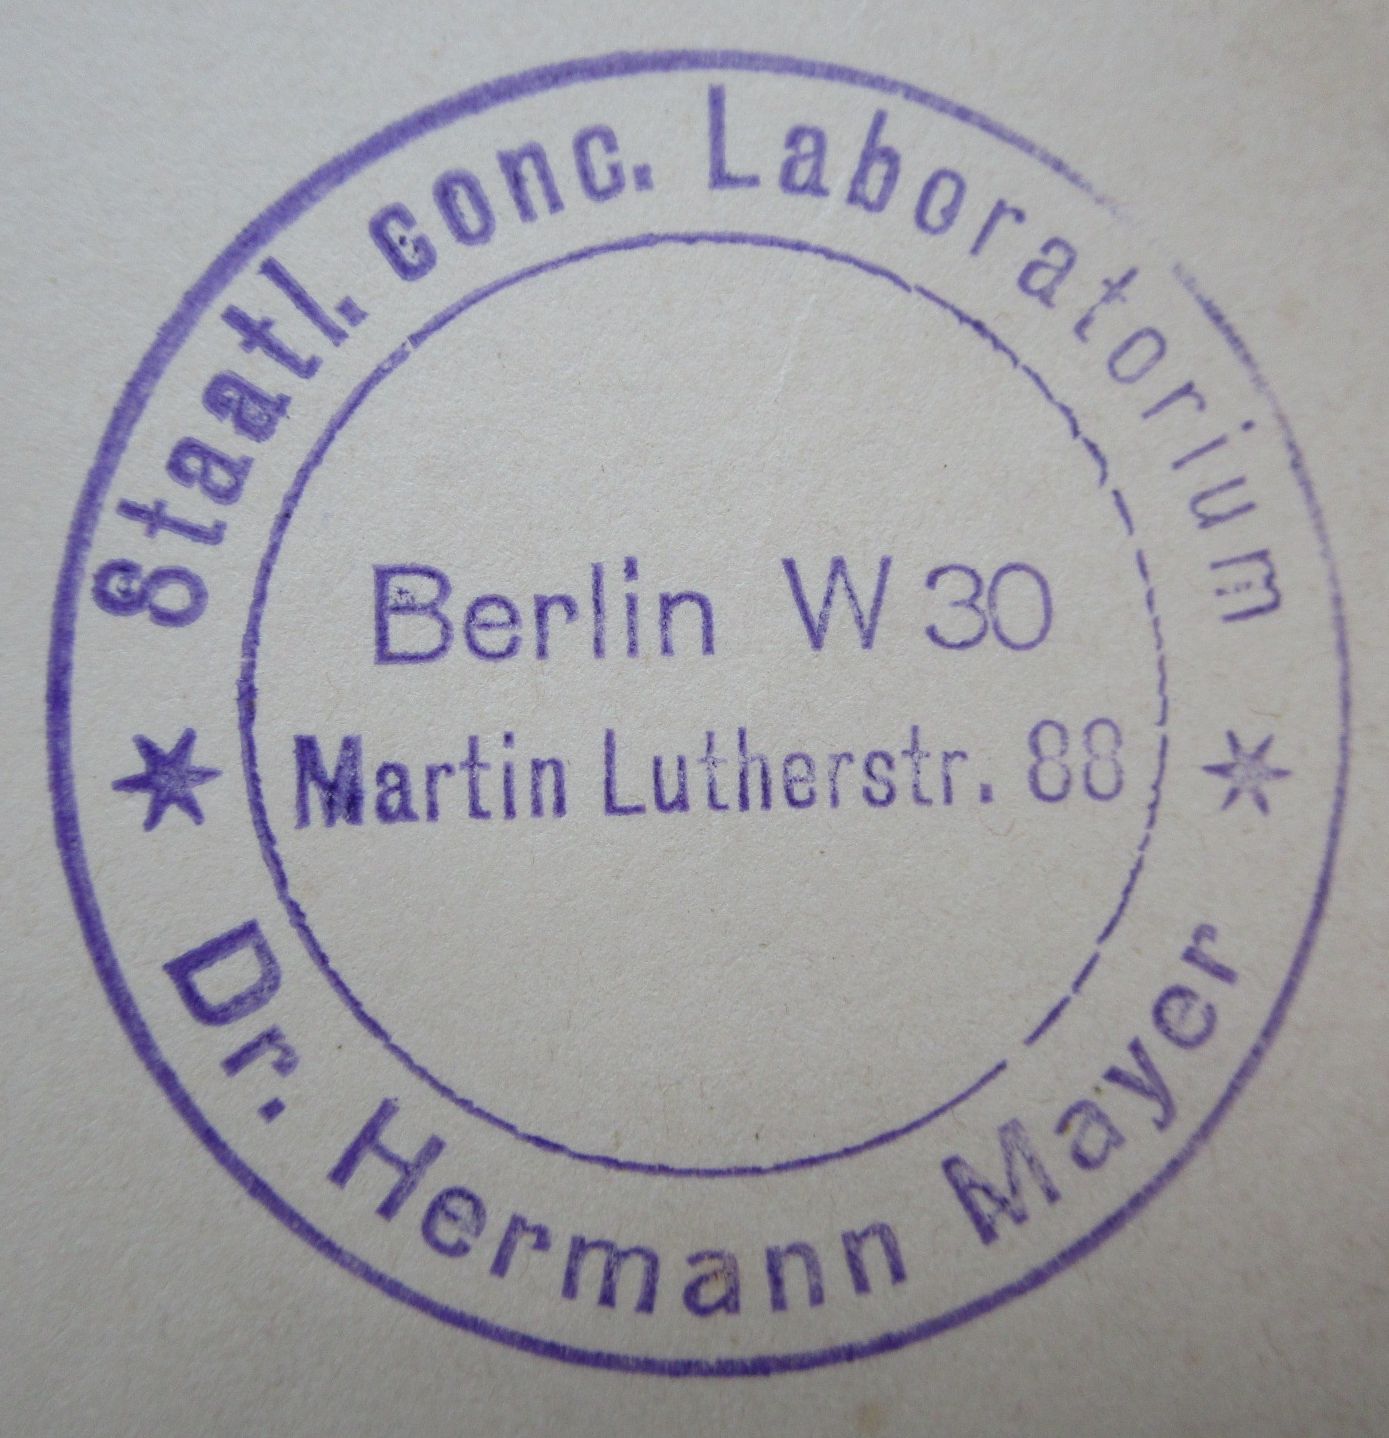 Staatl. conc. Laboratorium
Berlin W 30
Martin Lutherstr. 88
Dr. Hermann Mayer